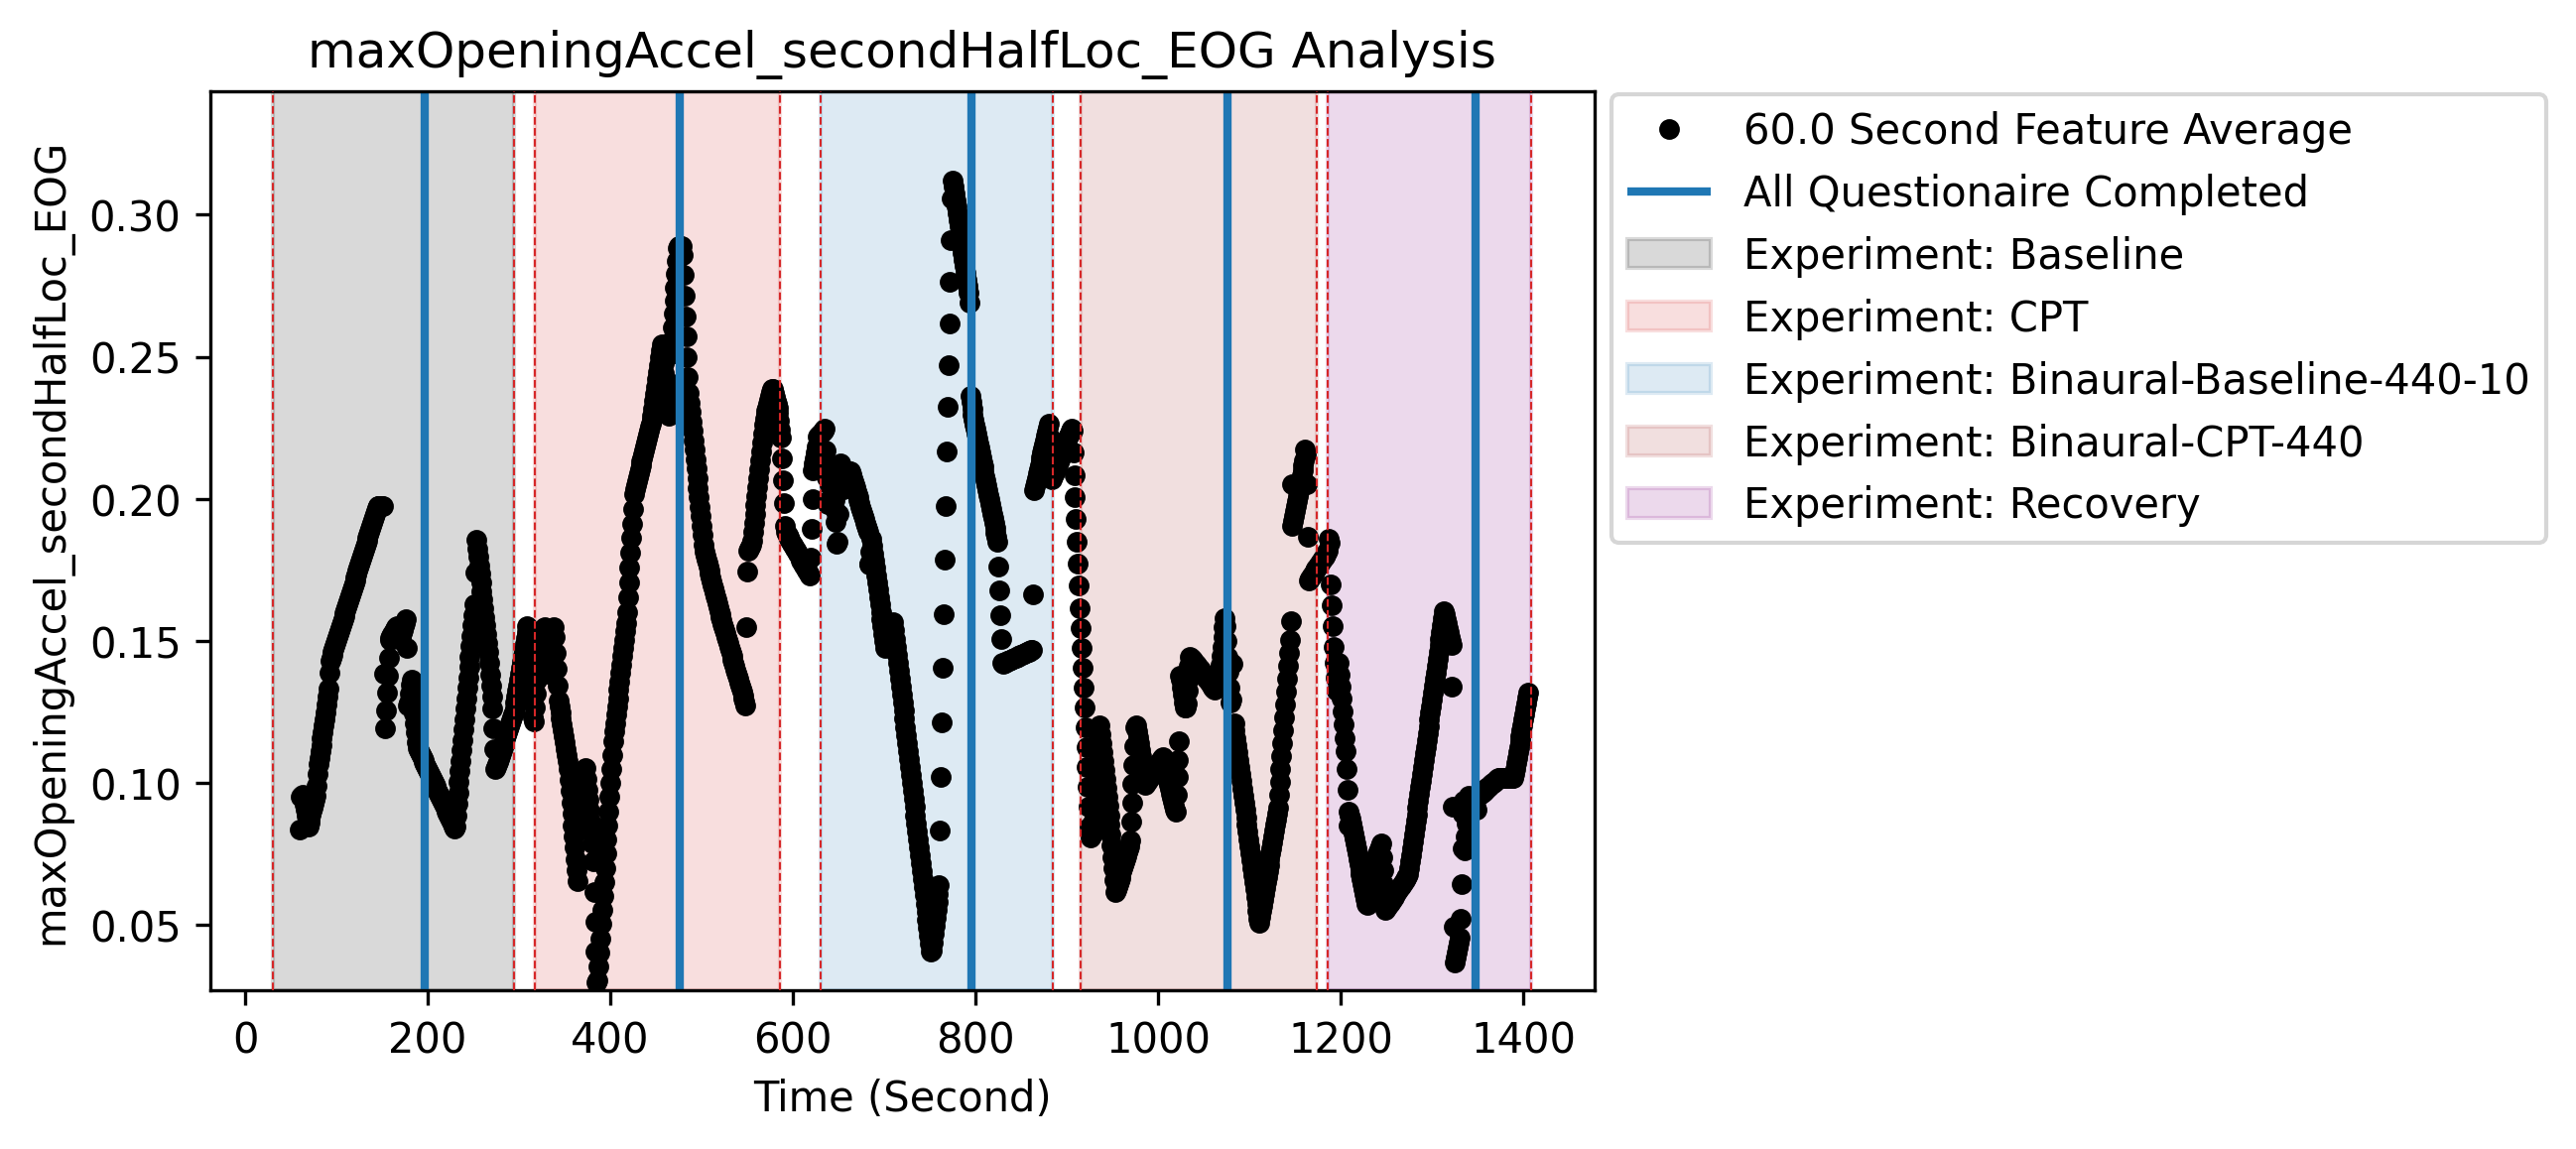 maxOpeningAccel_secondHalfLoc_EOG Analysis
maxOpeningAccel_secondHalfLoc_EOG
0.30
0.25
0.20
0.15
0.10
0.05
0 200 400 600 800 1000 1200 1400
Time (Second)
60.0 Second Feature Average
All Questionaire Completed
Experiment: Baseline
Experiment: CPT
Experiment: Binaural-Baseline-440-10
Experiment: Binaural-CPT-440
Experiment: Recovery